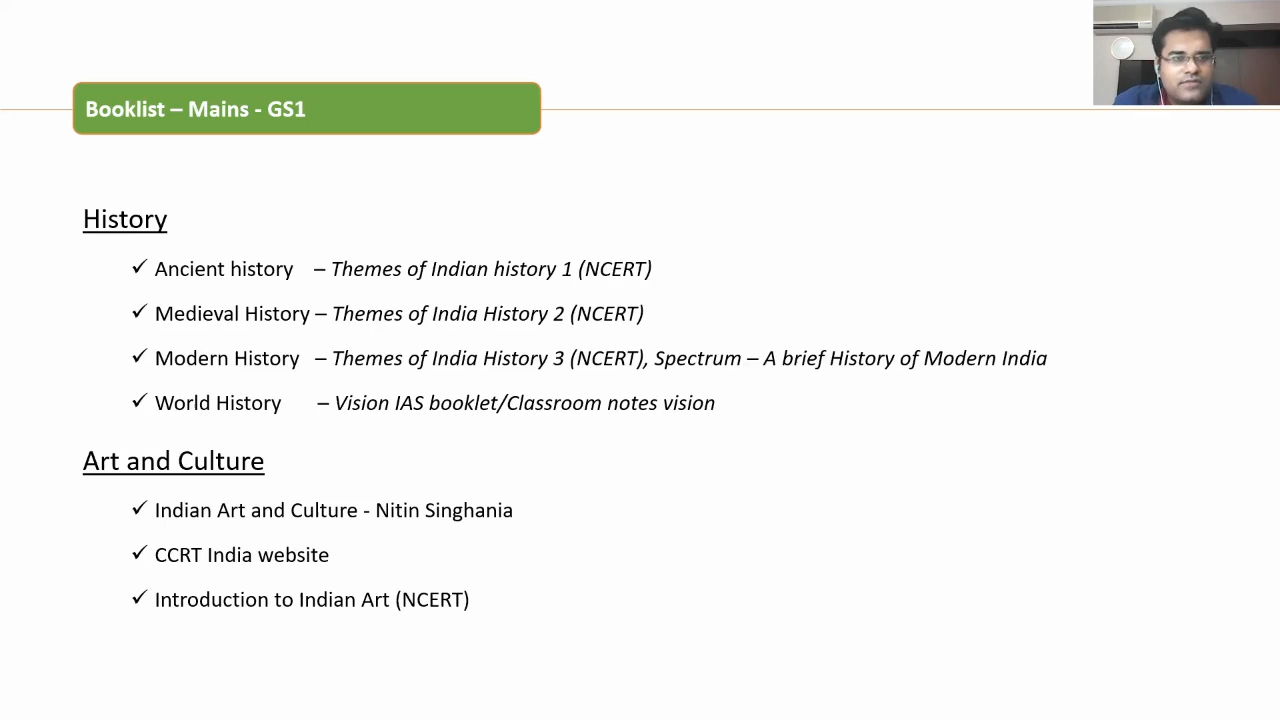 Booklist – Mains - GS1
History
✓ Ancient history – Themes of Indian history 1 (NCERT)
✓ Medieval History – Themes of India History 2 (NCERT)
✓ Modern History – Themes of India History 3 (NCERT), Spectrum – A brief History of Modern India
✓ World History – Vision IAS booklet/Classroom notes vision
Art and Culture
✓ Indian Art and Culture - Nitin Singhania
✓ CCRT India website
✓ Introduction to Indian Art (NCERT)